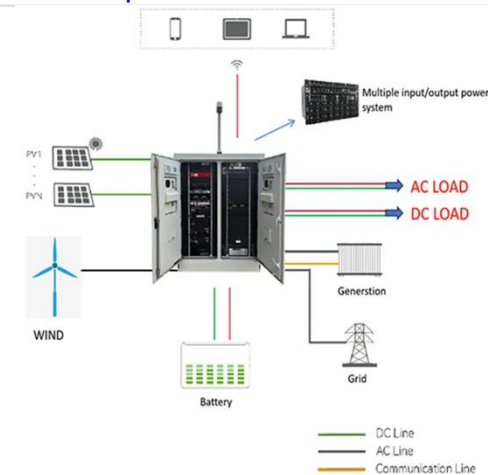 Multiple input/output power
system
PV1
PVN
AC LOAD
DC LOAD
WIND
Generstion
Grid
Battery
DC Line
AC Line
Communication Line